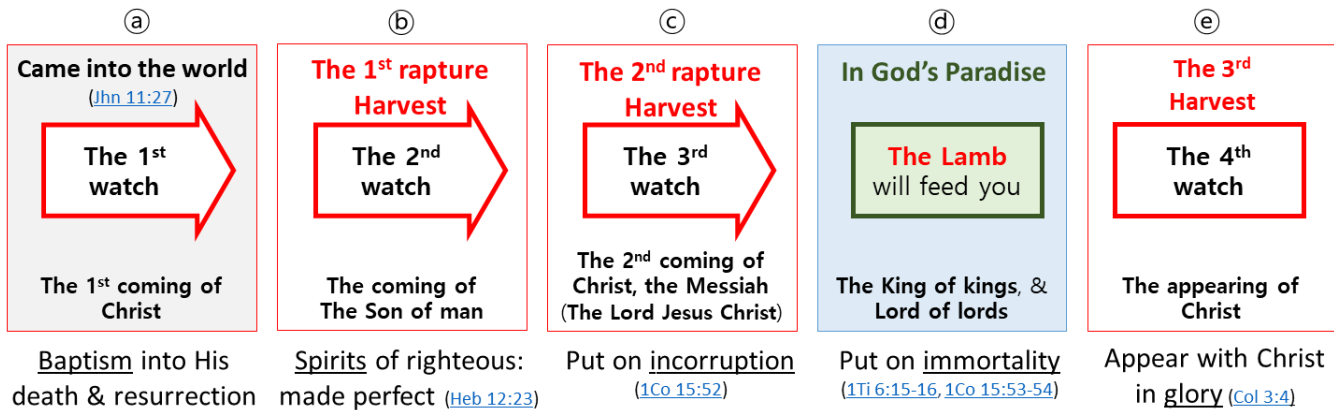 ⓐ
Came into the world
(Jhn 11:27)
The 1st
watch
The 1st coming of
Christ
Baptism into His
death & resurrection
ⓑ
The 1st rapture
Harvest
The 2nd
watch
The coming of
The Son of man
Spirits of righteous:
made perfect (Heb 12:23)
ⓒ
The 2nd rapture
Harvest
The 3rd
watch
The 2nd coming of
Christ, the Messiah
(The Lord Jesus Christ)
Put on incorruption
(1Co 15:52)
ⓓ
In God’s Paradise
The Lamb
will feed you
The King of kings, &
Lord of lords
Put on immortality
(1Ti 6:15-16, 1Co 15:53-54)
ⓔ
The 3rd
Harvest
The 4th
watch
The appearing of
Christ
Appear with Christ
in glory (Col 3:4)